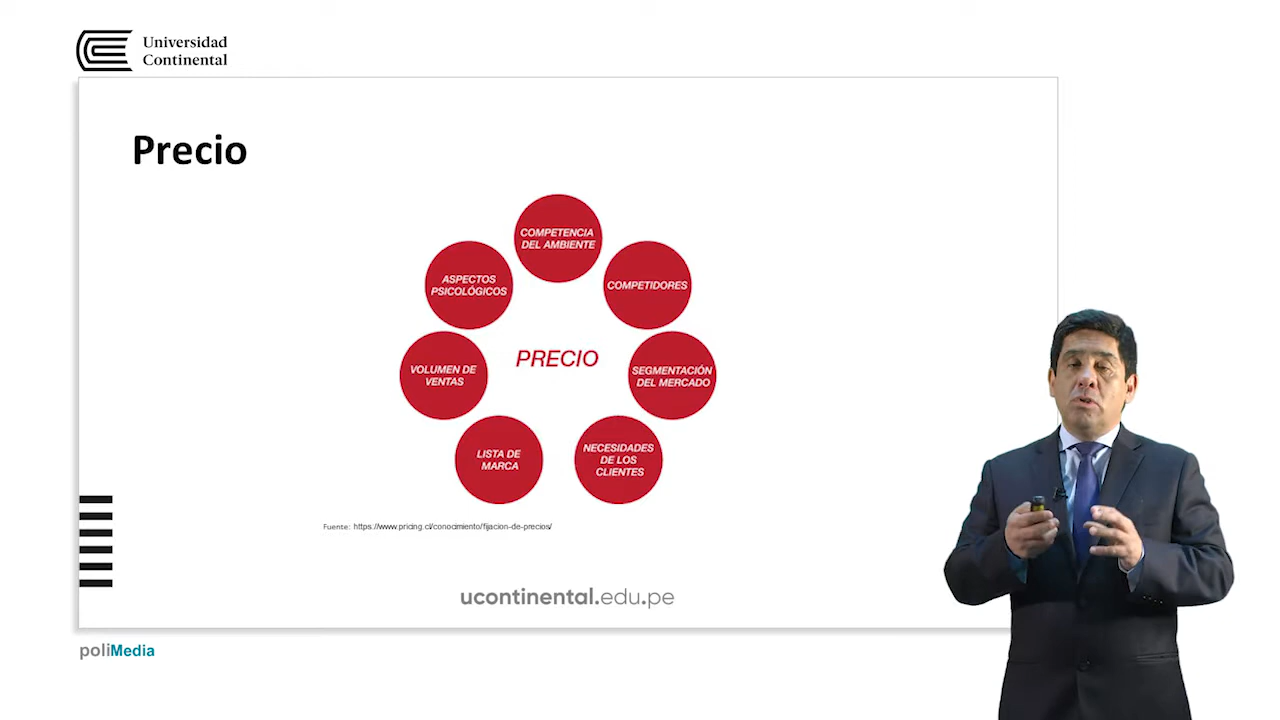 Universidad
Continental
Precio
COMPETENCIA
DEL AMBIENTE
ASPECTOS
PSICOLÓGICOS
COMPETIDORES
PRECIO
VOLUMEN DE
VENTAS
SEGMENTACIÓN
DEL MERCADO
LISTA DE
MARCA
NECESIDADES
DE LOS
CLIENTES
Fuente: https://www.pricing.cl/conocimiento/fijacion-de-precios/
ucontinental.edu.pe
poliMedia